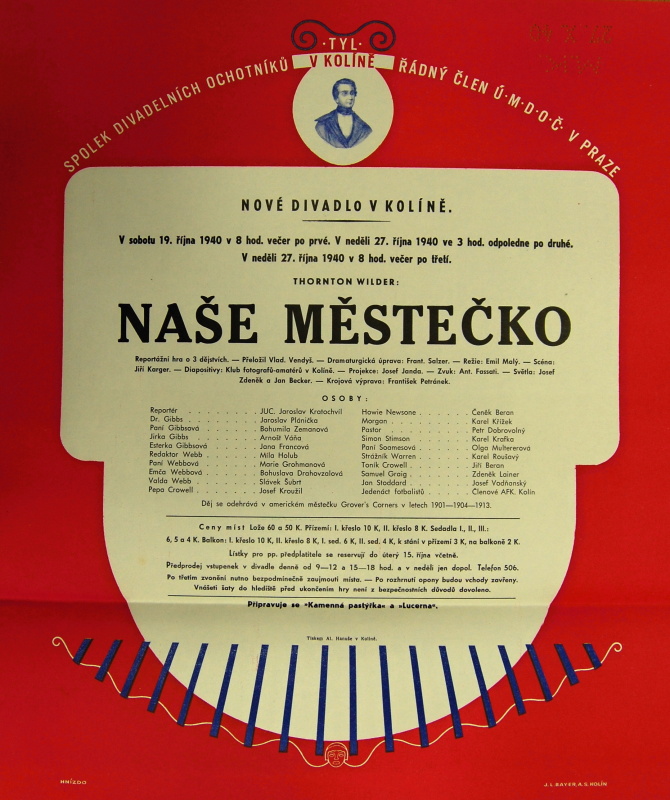 ·TYL·
V KOLÍNĚ
SPOLEK DIVADELNÍCH OCHOTNÍKŮ
ŘÁDNÝ ČLEN Ú·M·D·O·Č· V PRAZE
NOVÉ DIVADLO V KOLÍNĚ.
V sobotu 19. října 1940 v 8 hod. večer po prvé. V neděli 27. října 1940 ve 3 hod. odpoledne po druhé.
V neděli 27. října 1940 v 8 hod. večer po třetí.
THORNTON WILDER:
NAŠE MĚSTEČKO
Reportážní hra o 3 dějstvích. — Přeložil Vlad. Vendyš. — Dramaturgická úprava: Frant. Salzer. — Režie: Emil Malý. — Scéna:
Jiří Karger. — Diapositivy: Klub fotografů-amatérů v Kolíně. — Projekce: Josef Janda. — Zvuk: Ant. Fassati. — Světla: Josef
Zdeněk a Jan Becker. — Krojová výprava: František Petránek.
OSOBY:
Reportér . . . . . . . . JUC. Jaroslav Kratochvíl
Dr. Gibbs . . . . . . . . Jaroslav Plánička
Paní Gibbsová . . . . . . Bohumila Zemanová
Jirka Gibbs . . . . . . . Arnošt Váňa
Esterka Gibbsová . . . . . Jana Francová
Redaktor Webb . . . . . . Míla Holub
Paní Webbová . . . . . . Marie Grohmanová
Emča Webbová . . . . . . Bohuslava Drahovzalová
Valda Webb . . . . . . . Slávek Šubrt
Pepa Crowell . . . . . . . Josef Kroužil
Howie Newsone . . . . . . Čeněk Beran
Morgan . . . . . . . . Karel Křížek
Pastor . . . . . . . . Petr Dobrovolný
Simon Stimson . . . . . . Karel Krafka
Paní Soamesová . . . . . . Olga Multererová
Strážník Warren . . . . . . Karel Roušový
Toník Crowell . . . . . . . Jiří Beran
Samuel Graig . . . . . . . Zdeněk Lainer
Jan Stoddard . . . . . . . Josef Vodňanský
Jedenáct fotbalistů . . . . . Členové AFK. Kolín
Děj se odehrává v americkém městečku Grover's Corners v letech 1901—1904—1913.
Ceny míst Lože 60 a 50 K. Přízemí: I. křeslo 10 K, II. křeslo 8 K. Sedadla I., II., III.:
6, 5 a 4 K. Balkon: I. křeslo 10 K, II. křeslo 8 K, I. sed. 6 K, II. sed. 4 K, k stání v přízemí 3 K, na balkoně 2 K.
Lístky pro pp. předplatitele se reservují do úterý 15. října včetně.
Předprodej vstupenek v divadle denně od 9—12 a 15—18 hod. a v neděli jen dopol. Telefon 506.
Po třetím zvonění nutno bezpodmínečně zaujmouti místa. — Po rozhrnutí opony budou vchody zavřeny.
Vnášeti šaty do hlediště před ukončením hry není z bezpečnostních důvodů dovoleno.
Připravuje se »Kamenná pastýřka« a »Lucerna«.
Tiskop Al. Hanuše v Kolíně.
HNÍZDO
J. L. BAYER, A. S. KOLÍN